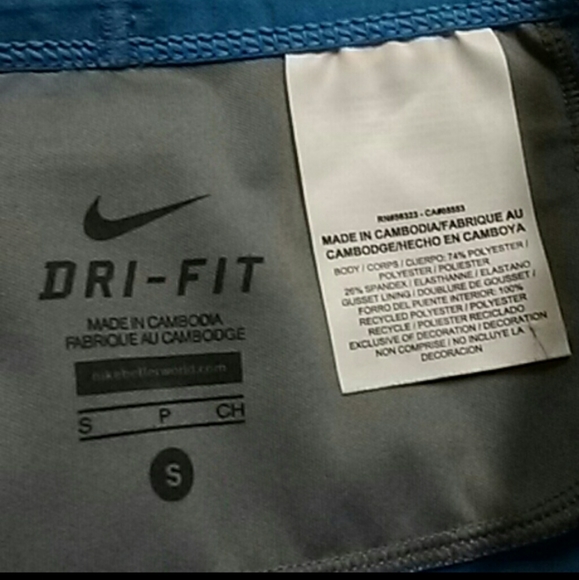 DRI-FIT
MADE IN CAMBODIA
FABRIQUE AU CAMBODGE
nikebetterworld.com
S P CH
S
RN#56323 - CA#05553
MADE IN CAMBODIA/FABRIQUE AU
CAMBODGE/HECHO EN CAMBOYA
BODY / CORPS / CUERPO: 74% POLYESTER /
POLYESTER / POLIESTER
26% SPANDEX / ELASTHANNE / ELASTANO
GUSSET LINING / DOUBLURE DE GOUSSET /
FORRO DEL PUENTE INTERIOR: 100%
RECYCLED POLYESTER / POLYESTER
RECYCLE / POLIESTER RECICLADO
EXCLUSIVE OF DECORATION / DECORATION
NON COMPRISE / NO INCLUYE LA
DECORACION